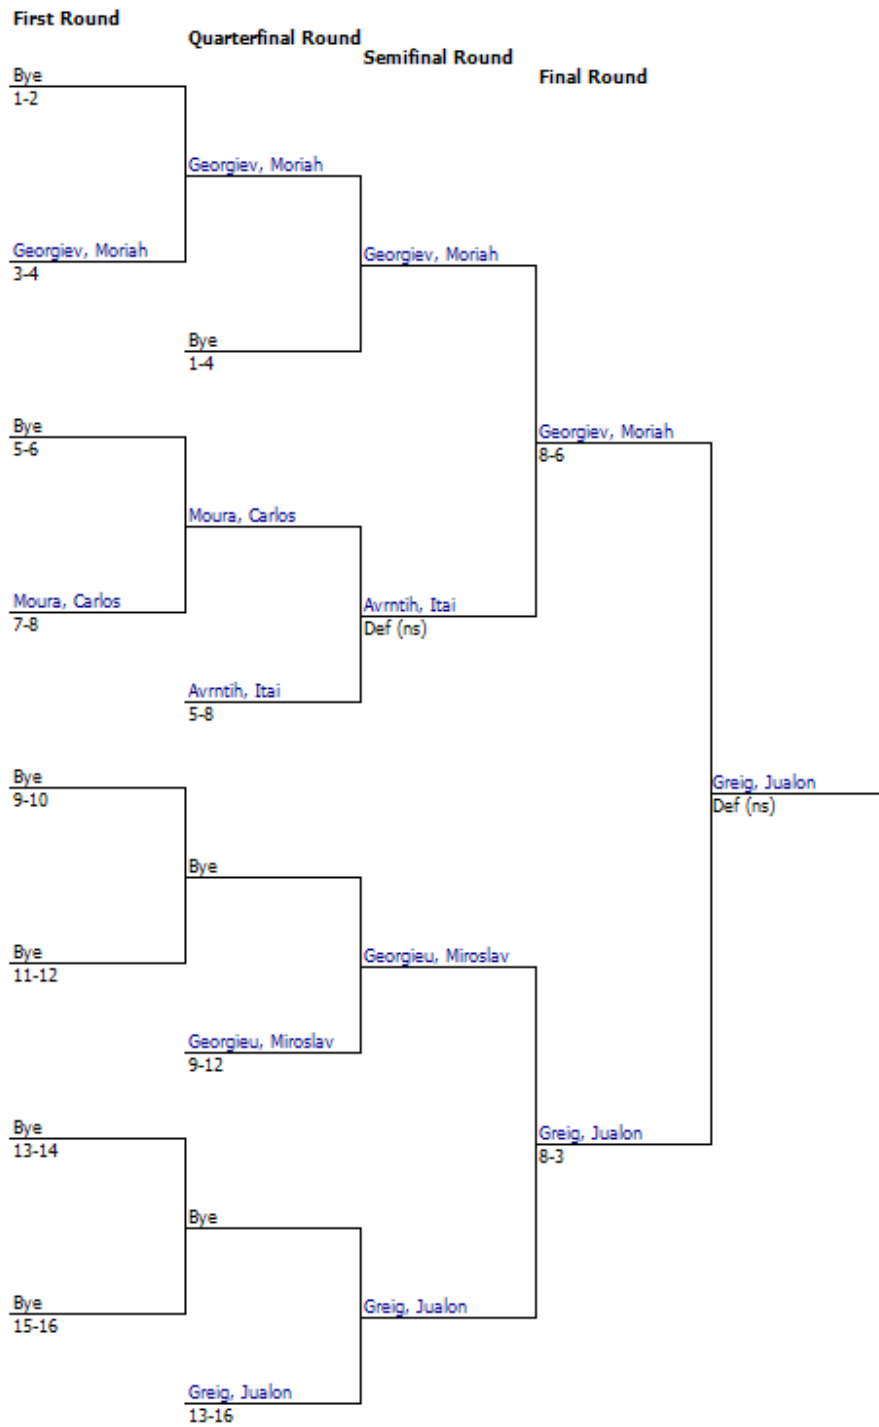 First Round
Quarterfinal Round
Semifinal Round
Final Round
Bye
1-2
Georgiev, Moriah
Georgiev, Moriah
3-4
Georgiev, Moriah
Bye
1-4
Bye
5-6
Georgiev, Moriah
8-6
Moura, Carlos
Moura, Carlos
7-8
Avrntih, Itai
Def (ns)
Avrntih, Itai
5-8
Bye
9-10
Greig, Jualon
Def (ns)
Bye
Bye
11-12
Georgieu, Miroslav
Georgieu, Miroslav
9-12
Bye
13-14
Greig, Jualon
8-3
Bye
Bye
15-16
Greig, Jualon
Greig, Jualon
13-16